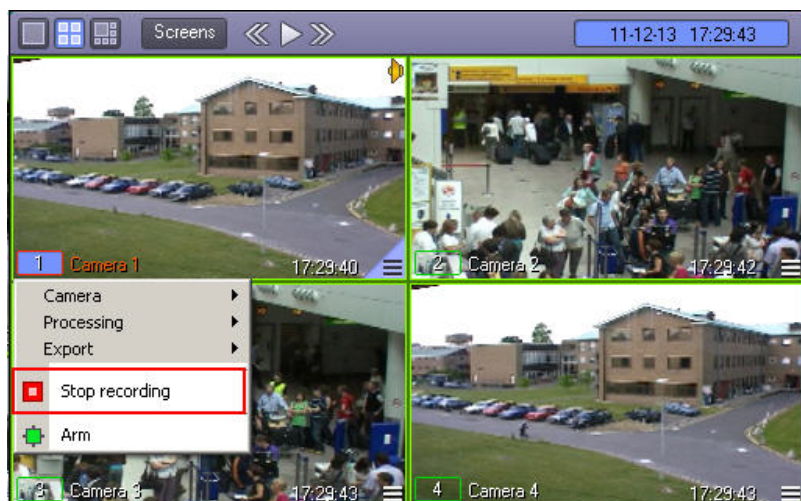 Screens
11-12-13 17:29:43
1 Camera 1
17:29:40
2 Camera 2
17:29:42
Camera
Processing
Export
Stop recording
Arm
3 Camera 3
17:29:43
4 Camera 4
17:29:43